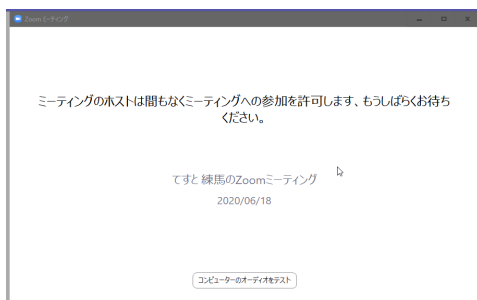 Zoom ミーティング
ミーティングのホストは間もなくミーティングへの参加を許可します、もうしばらくお待ち
ください。
てすと 練馬のZoomミーティング
2020/06/18
コンピューターのオーディオをテスト